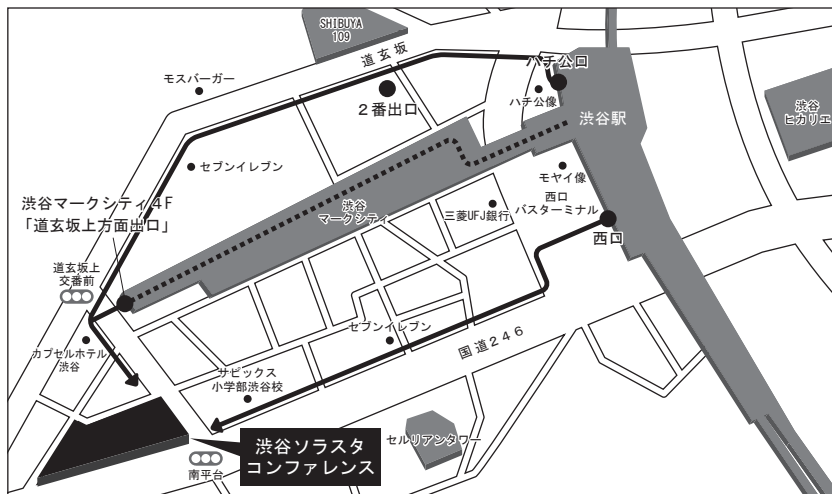 SHIBUYA
109
道玄坂
ハチ公口
モスバーガー
ハチ公像
2番出口
渋谷駅
渋谷
ヒカリエ
セブンイレブン
モヤイ像
渋谷マークシティ4F
「道玄坂上方面出口」
渋谷
マークシティ
三菱UFJ銀行
西口
バスターミナル
西口
道玄坂上
交番前
セブンイレブン
国道246
カプセルホテル
渋谷
サピックス
小学部渋谷校
セルリアンタワー
渋谷ソラスタ
コンファレンス
南平台